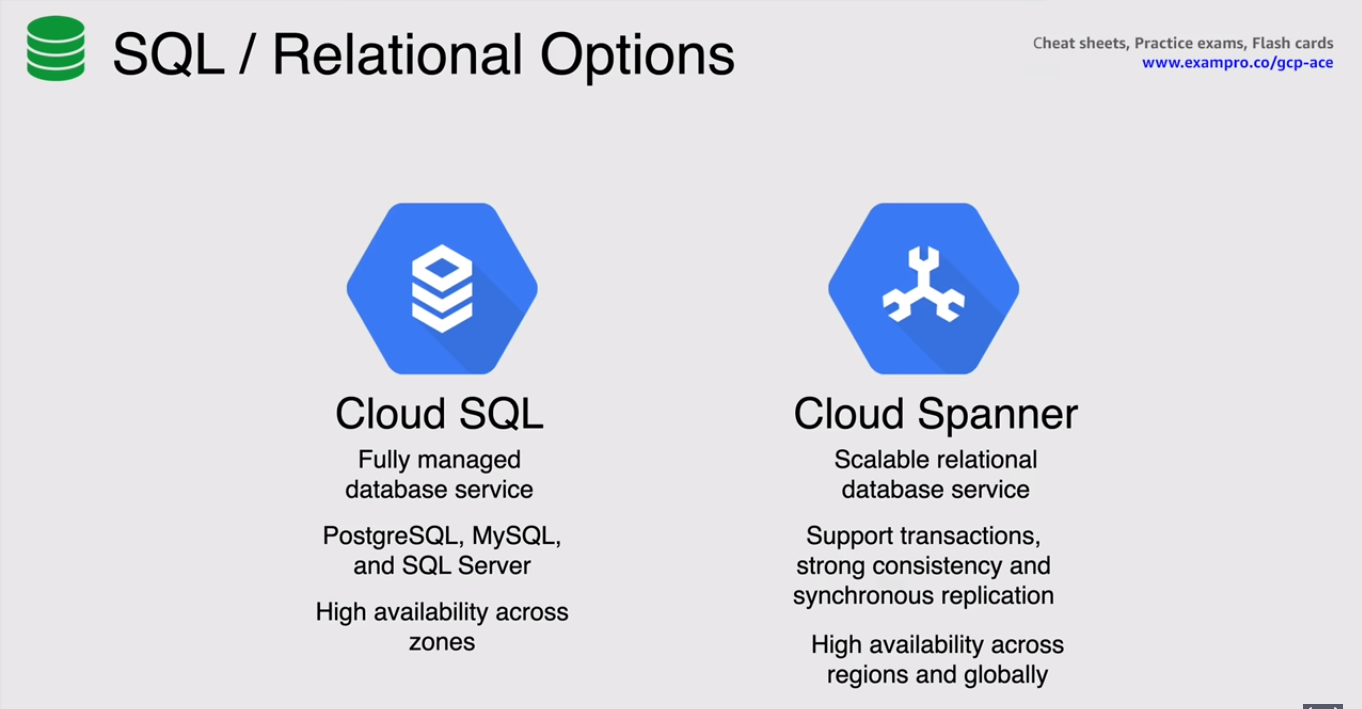 SQL / Relational Options
Cheat sheets, Practice exams, Flash cards
www.exampro.co/gcp-ace
Cloud SQL
Fully managed
database service
PostgreSQL, MySQL,
and SQL Server
High availability across
zones
Cloud Spanner
Scalable relational
database service
Support transactions,
strong consistency and
synchronous replication
High availability across
regions and globally